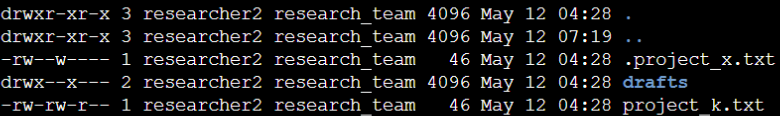 drwxr-xr-x 3 researcher2 research_team 4096 May 12 04:28 .
drwxr-xr-x 3 researcher2 research_team 4096 May 12 07:19 ..
-rw--w---- 1 researcher2 research_team   46 May 12 04:28 .project_x.txt
drwx--x--- 2 researcher2 research_team 4096 May 12 04:28 drafts
-rw-rw-r-- 1 researcher2 research_team   46 May 12 04:28 project_k.txt